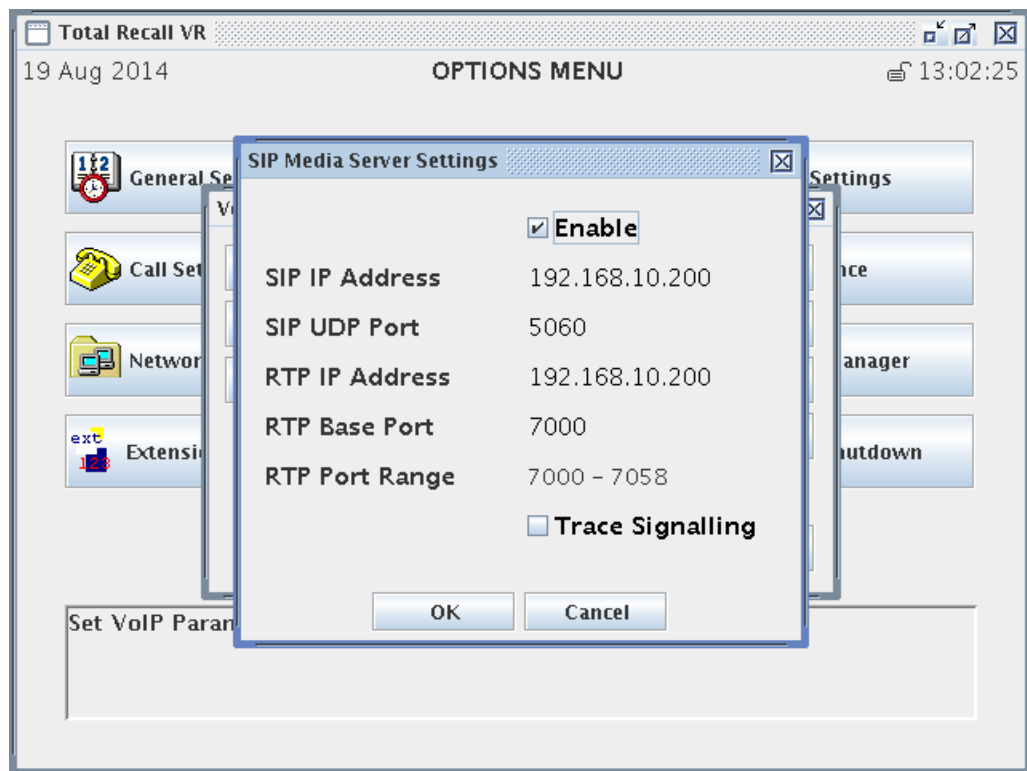 Total Recall VR
19 Aug 2014 OPTIONS MENU 13:02:25
General Se
Settings
Call Set
nce
Networ
anager
ext
123
Extensi
utdown
SIP Media Server Settings
Enable
SIP IP Address 192.168.10.200
SIP UDP Port 5060
RTP IP Address 192.168.10.200
RTP Base Port 7000
RTP Port Range 7000 – 7058
Trace Signalling
OK Cancel
Set VoIP Param